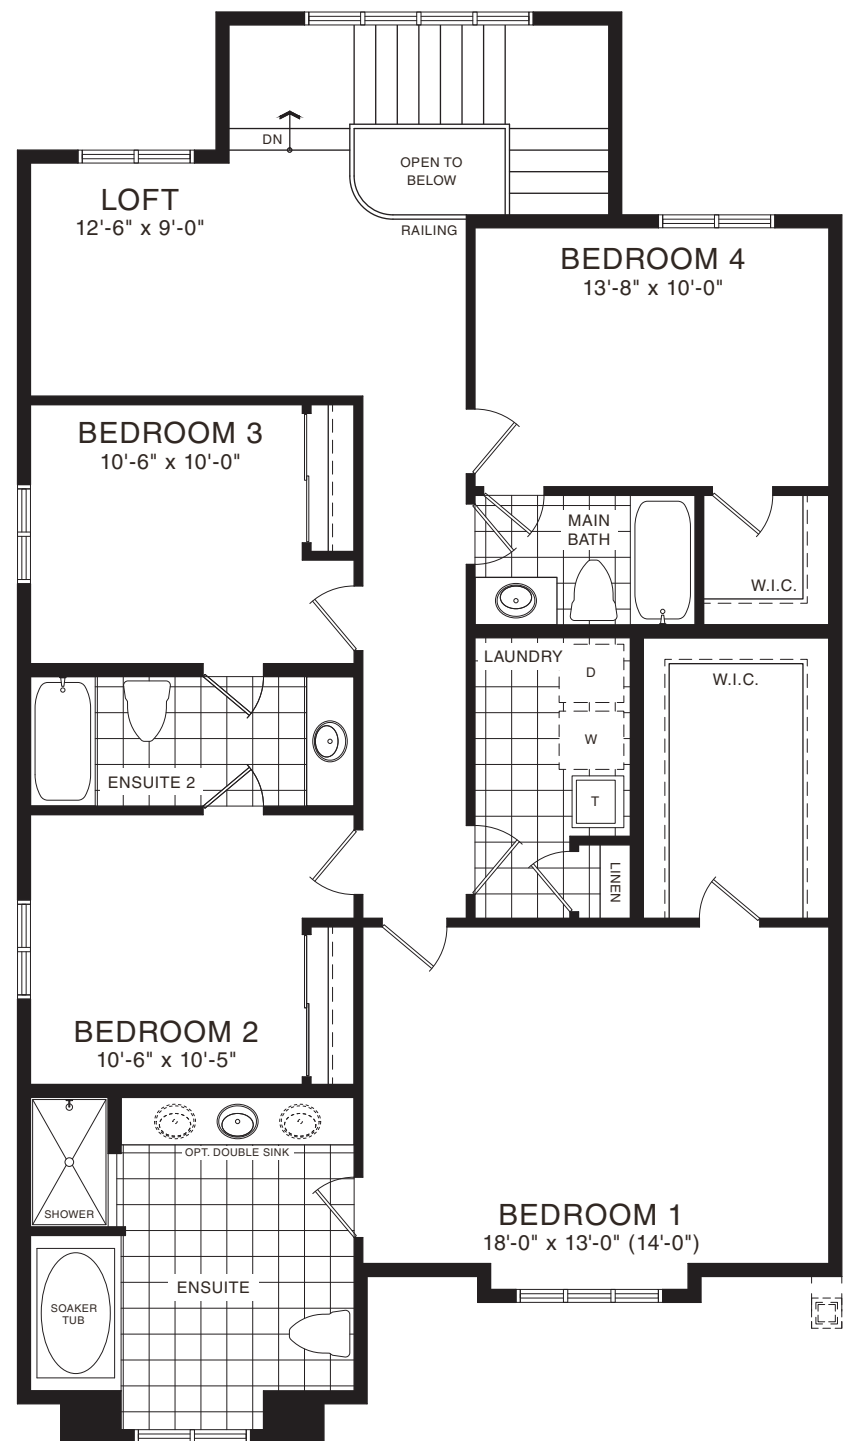 DN
OPEN TO
BELOW
LOFT
12'-6" x 9'-0"
RAILING
BEDROOM 4
13'-8" x 10'-0"
BEDROOM 3
10'-6" x 10'-0"
MAIN
BATH
W.I.C.
LAUNDRY
D
W.I.C.
W
ENSUITE 2
T
LINEN
BEDROOM 2
10'-6" x 10'-5"
OPT. DOUBLE SINK
SHOWER
BEDROOM 1
18'-0" x 13'-0" (14'-0")
ENSUITE
SOAKER
TUB